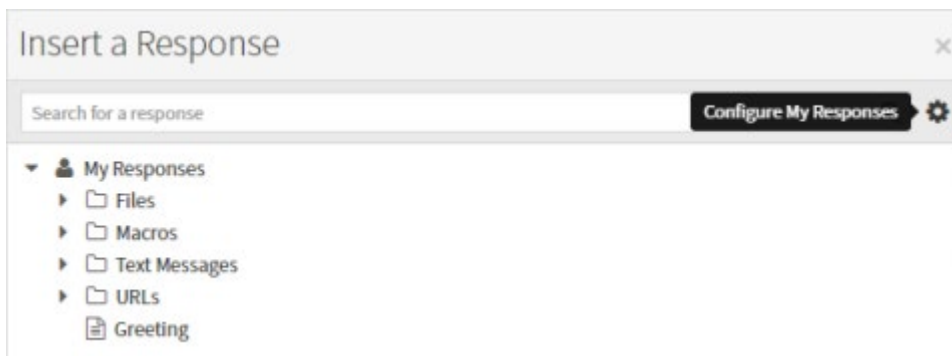 Insert a Response
Search for a response
Configure My Responses
My Responses
Files
Macros
Text Messages
URLs
Greeting